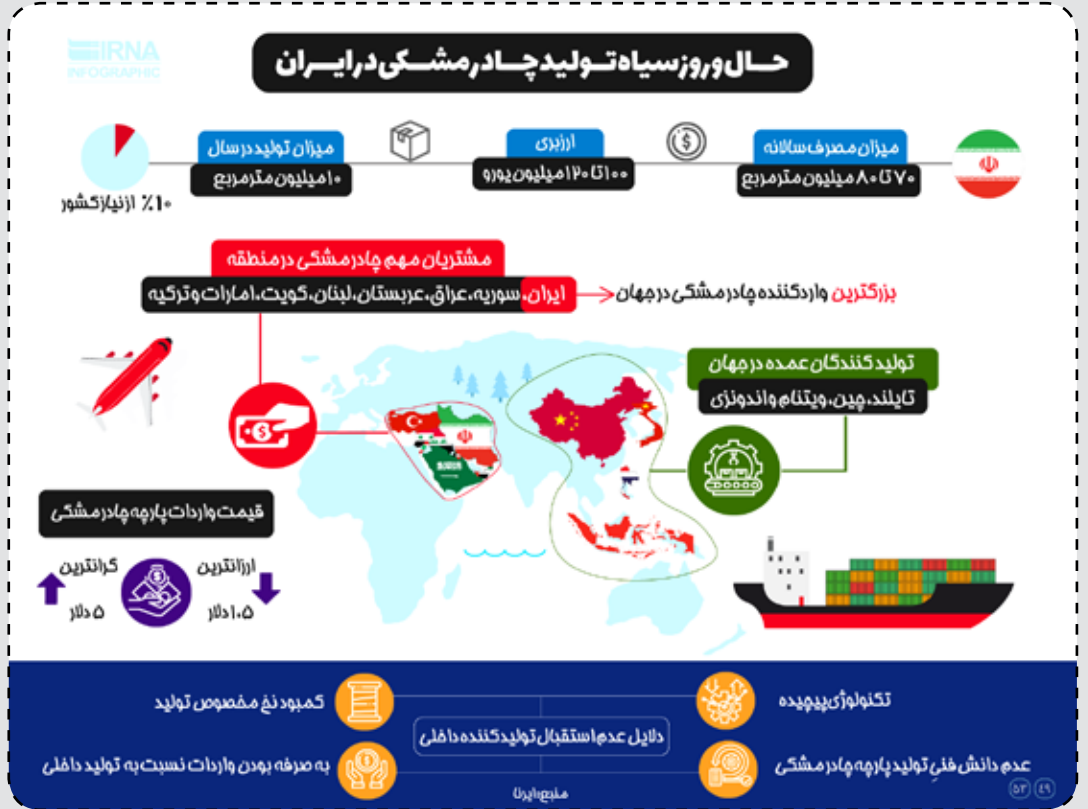 IRNA
INFOGRAPHIC
حال و روز سیاه تولید چادر مشکی در ایران
میزان مصرف سالانه
۷۰ تا ۸۰ میلیون مترمربع
ارزبری
۱۰۰ تا ۱۲۰ میلیون یورو
میزان تولید در سال
۱۰ میلیون مترمربع
۱۰٪ از نیاز کشور
مشتریان مهم چادر مشکی در منطقه
ایران، سوریه، عراق، عربستان، لبنان، کویت، امارات و ترکیه
بزرگترین واردکننده چادر مشکی در جهان
تولیدکنندگان عمده در جهان
تایلند، چین، ویتنام و اندونزی
قیمت واردات پارچه چادر مشکی
ارزانترین
۱.۵ دلار
گرانترین
۵ دلار
دلایل عدم استقبال تولیدکننده داخلی
تکنولوژی پیچیده
کمبود نخ مخصوص تولید
عدم دانش فنی تولید پارچه چادر مشکی
به صرفه بودن واردات نسبت به تولید داخلی
منبع: ایرنا
۵۳ ۴۹